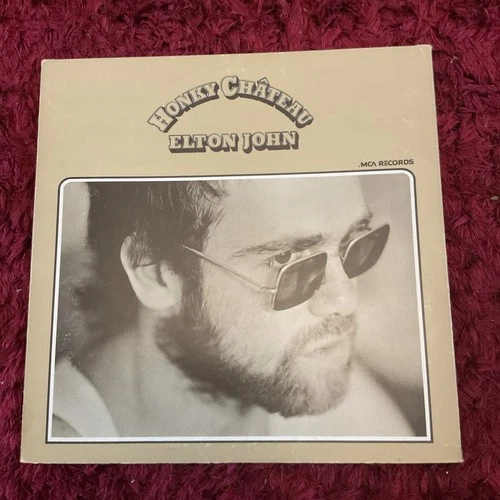 HONKY CHÂTEAU
ELTON JOHN
.MCA RECORDS